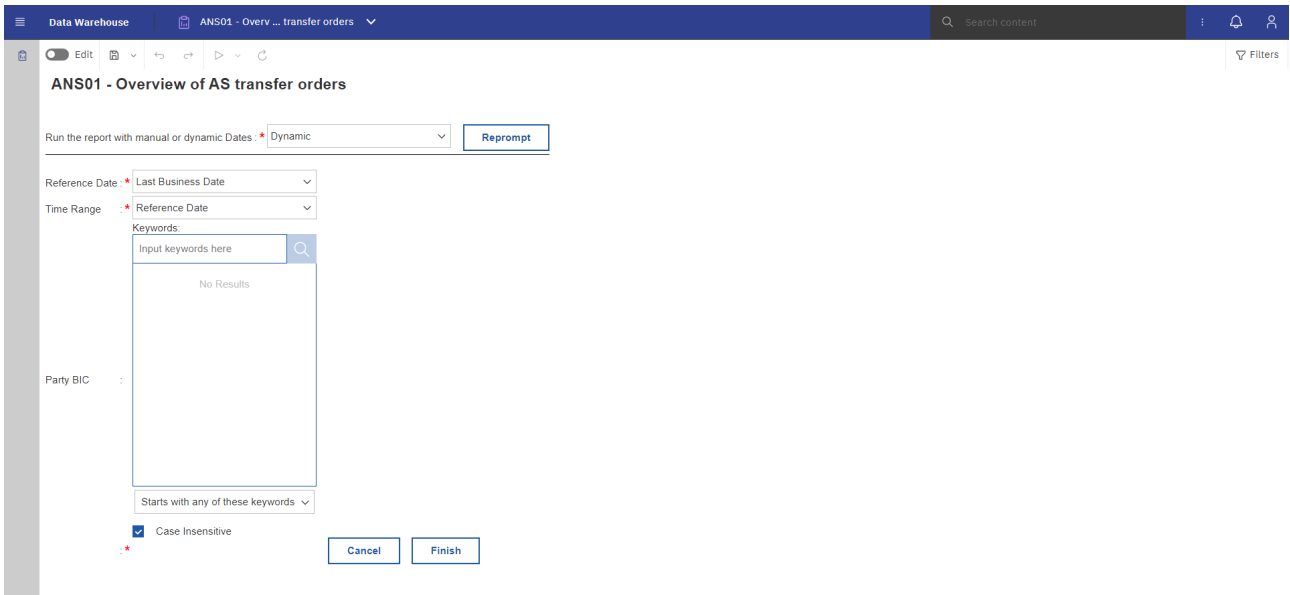 Data Warehouse
ANS01 - Overv ... transfer orders
Search content
Edit
Filters
ANS01 - Overview of AS transfer orders
Run the report with manual or dynamic Dates : * Dynamic
Reprompt
Reference Date : * Last Business Date
Time Range : * Reference Date
Keywords:
Input keywords here
No Results
Party BIC :
Starts with any of these keywords
Case Insensitive
: *
Cancel
Finish